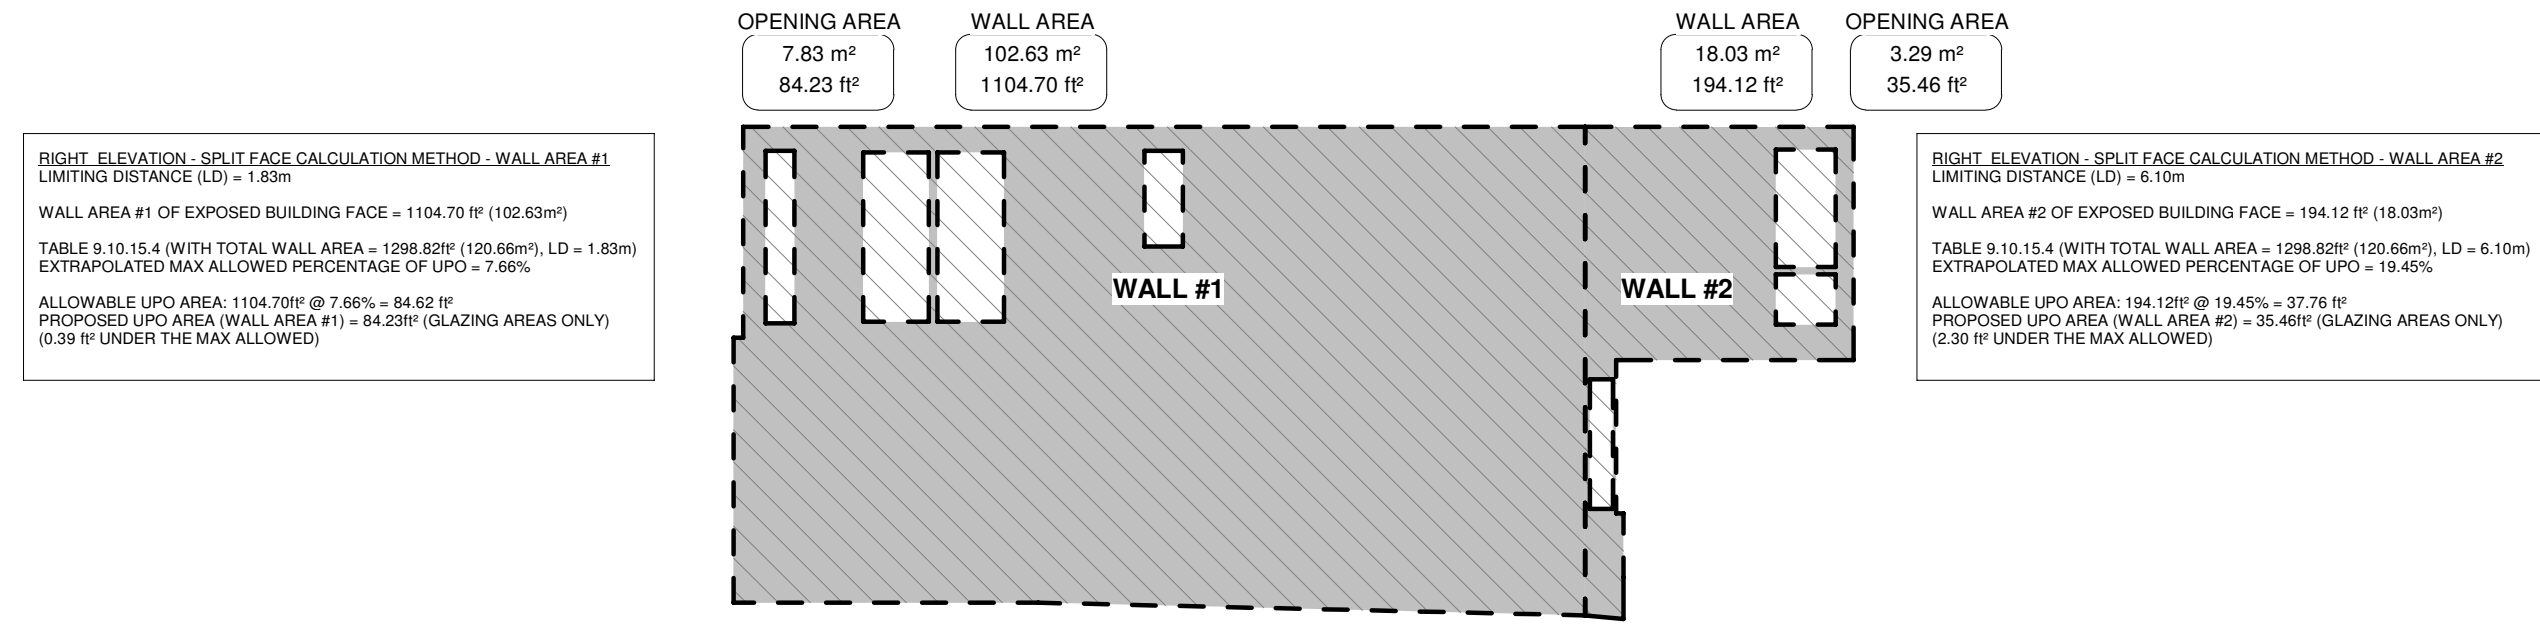 OPENING AREA
7.83 m²
84.23 ft²
WALL AREA
102.63 m²
1104.70 ft²
WALL AREA
18.03 m²
194.12 ft²
OPENING AREA
3.29 m²
35.46 ft²
RIGHT ELEVATION - SPLIT FACE CALCULATION METHOD - WALL AREA #1
LIMITING DISTANCE (LD) = 1.83m
WALL AREA #1 OF EXPOSED BUILDING FACE = 1104.70 ft² (102.63m²)
TABLE 9.10.15.4 (WITH TOTAL WALL AREA = 1298.82ft² (120.66m²), LD = 1.83m)
EXTRAPOLATED MAX ALLOWED PERCENTAGE OF UPO = 7.66%
ALLOWABLE UPO AREA: 1104.70ft² @ 7.66% = 84.62 ft²
PROPOSED UPO AREA (WALL AREA #1) = 84.23ft² (GLAZING AREAS ONLY)
(0.39 ft² UNDER THE MAX ALLOWED)
WALL #1
WALL #2
RIGHT ELEVATION - SPLIT FACE CALCULATION METHOD - WALL AREA #2
LIMITING DISTANCE (LD) = 6.10m
WALL AREA #2 OF EXPOSED BUILDING FACE = 194.12 ft² (18.03m²)
TABLE 9.10.15.4 (WITH TOTAL WALL AREA = 1298.82ft² (120.66m²), LD = 6.10m)
EXTRAPOLATED MAX ALLOWED PERCENTAGE OF UPO = 19.45%
ALLOWABLE UPO AREA: 194.12ft² @ 19.45% = 37.76 ft²
PROPOSED UPO AREA (WALL AREA #2) = 35.46ft² (GLAZING AREAS ONLY)
(2.30 ft² UNDER THE MAX ALLOWED)